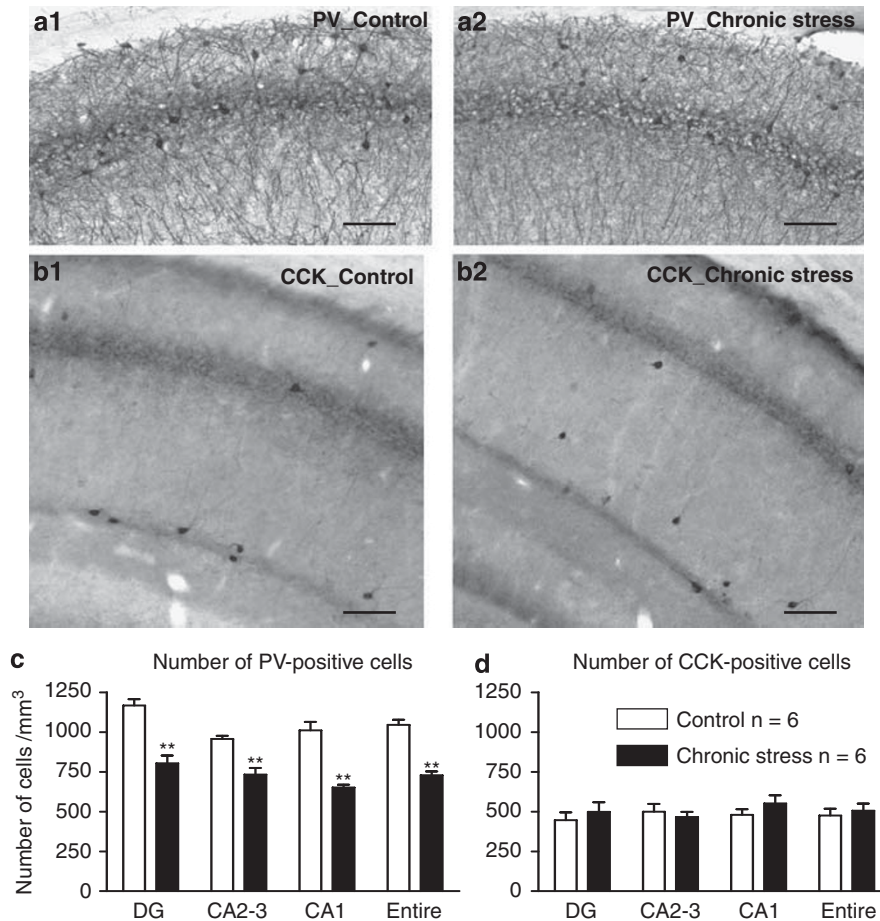 a1 PV_Control
a2 PV_Chronic stress
b1 CCK_Control
b2 CCK_Chronic stress
c Number of PV-positive cells
Number of cells /mm³
1250
1000
750
500
250
0
**
**
**
**
DG CA2-3 CA1 Entire
d Number of CCK-positive cells
1250
1000
750
500
250
0
Control n = 6
Chronic stress n = 6
DG CA2-3 CA1 Entire